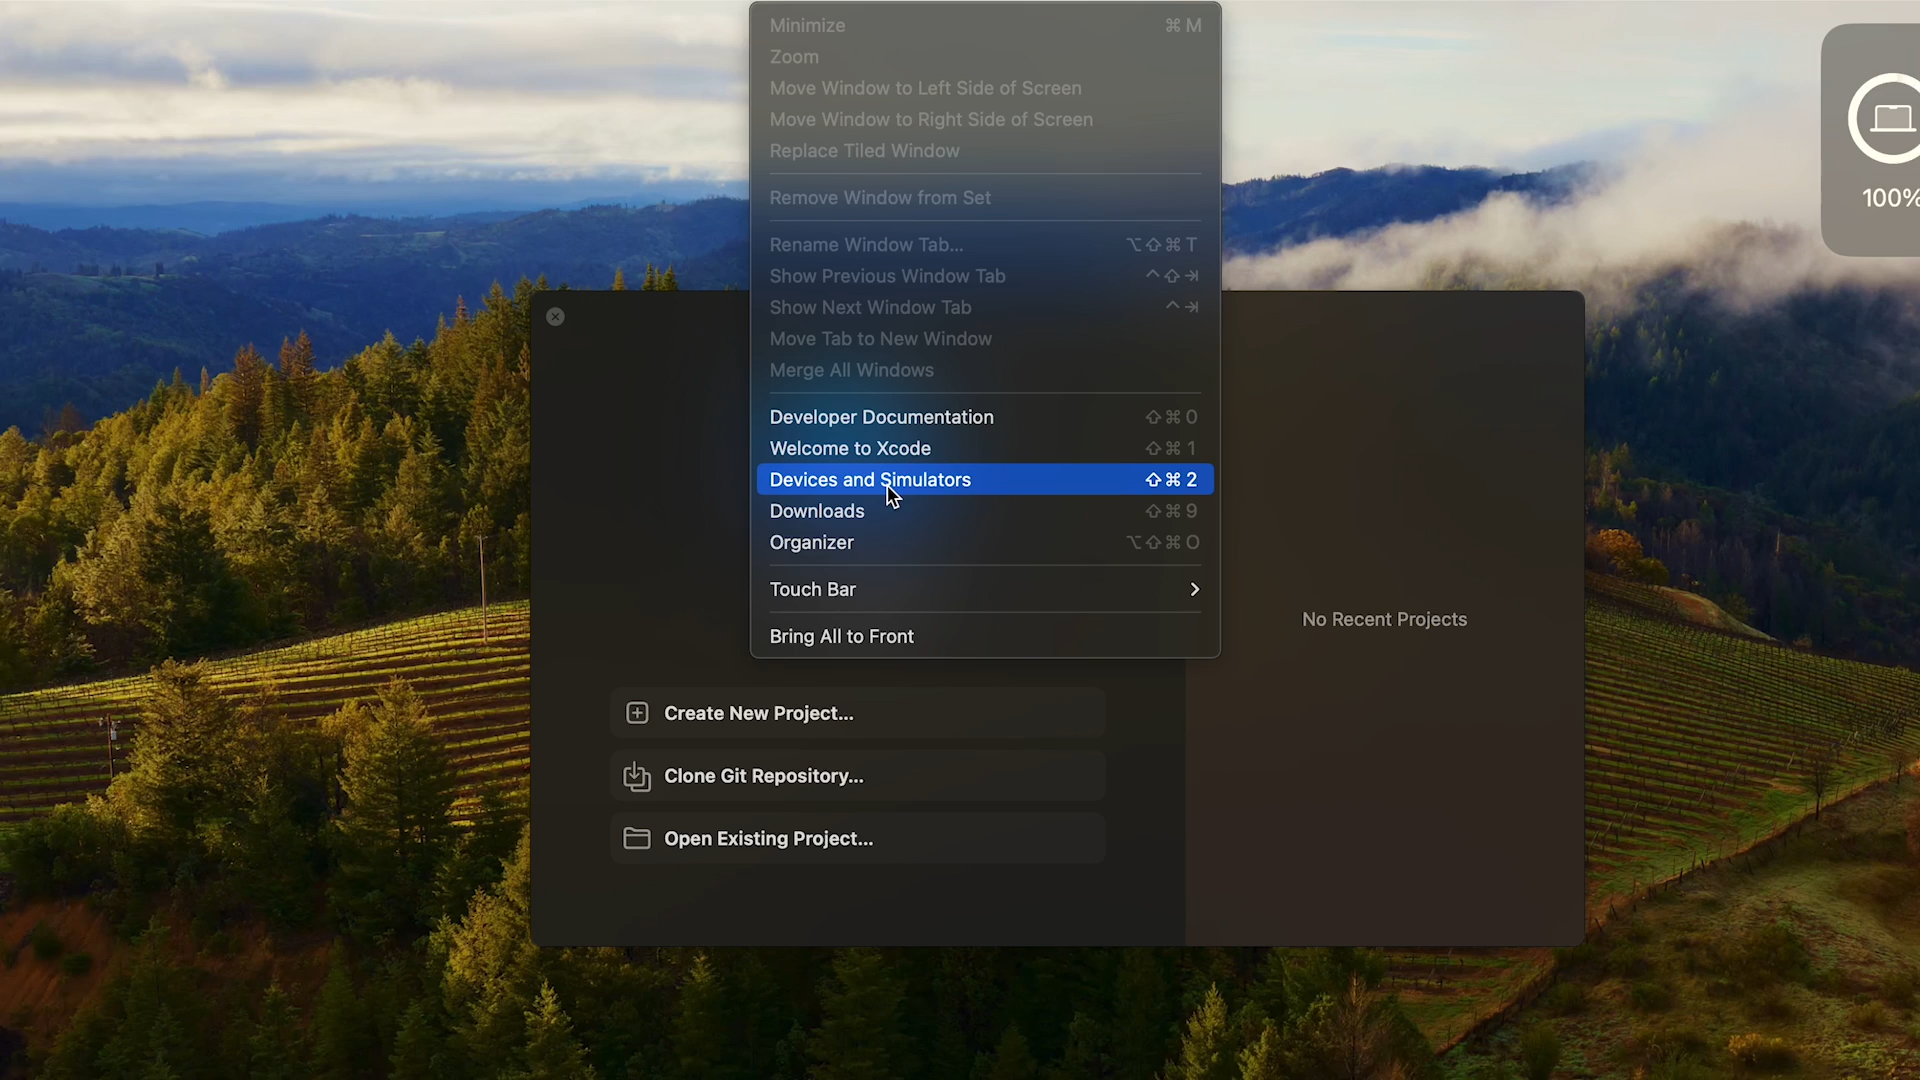 Minimize ⌘ M
Zoom
Move Window to Left Side of Screen
Move Window to Right Side of Screen
Replace Tiled Window
Remove Window from Set
Rename Window Tab... ⌥⇧⌘ T
Show Previous Window Tab ^⇧⇥
Show Next Window Tab ^⇥
Move Tab to New Window
Merge All Windows
Developer Documentation ⇧⌘ 0
Welcome to Xcode ⇧⌘ 1
Devices and Simulators ⇧⌘ 2
Downloads ⇧⌘ 9
Organizer ⌥⇧⌘ O
Touch Bar
Bring All to Front
Create New Project...
Clone Git Repository...
Open Existing Project...
No Recent Projects
100%